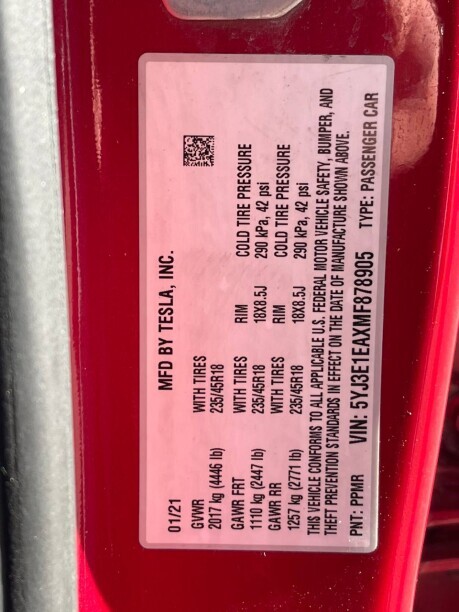 MFD BY TESLA, INC.
01/21
GVWR WITH TIRES
2017 kg (4446 lb) 235/45R18
GAWR FRT WITH TIRES RIM COLD TIRE PRESSURE
1110 kg (2447 lb) 235/45R18 18X8.5J 290 kPa, 42 psi
GAWR RR WITH TIRES RIM COLD TIRE PRESSURE
1257 kg (2771 lb) 235/45R18 18X8.5J 290 kPa, 42 psi
THIS VEHICLE CONFORMS TO ALL APPLICABLE U.S. FEDERAL MOTOR VEHICLE SAFETY, BUMPER, AND
THEFT PREVENTION STANDARDS IN EFFECT ON THE DATE OF MANUFACTURE SHOWN ABOVE.
PNT: PPMR VIN: 5YJ3E1EAXMF878905 TYPE: PASSENGER CAR